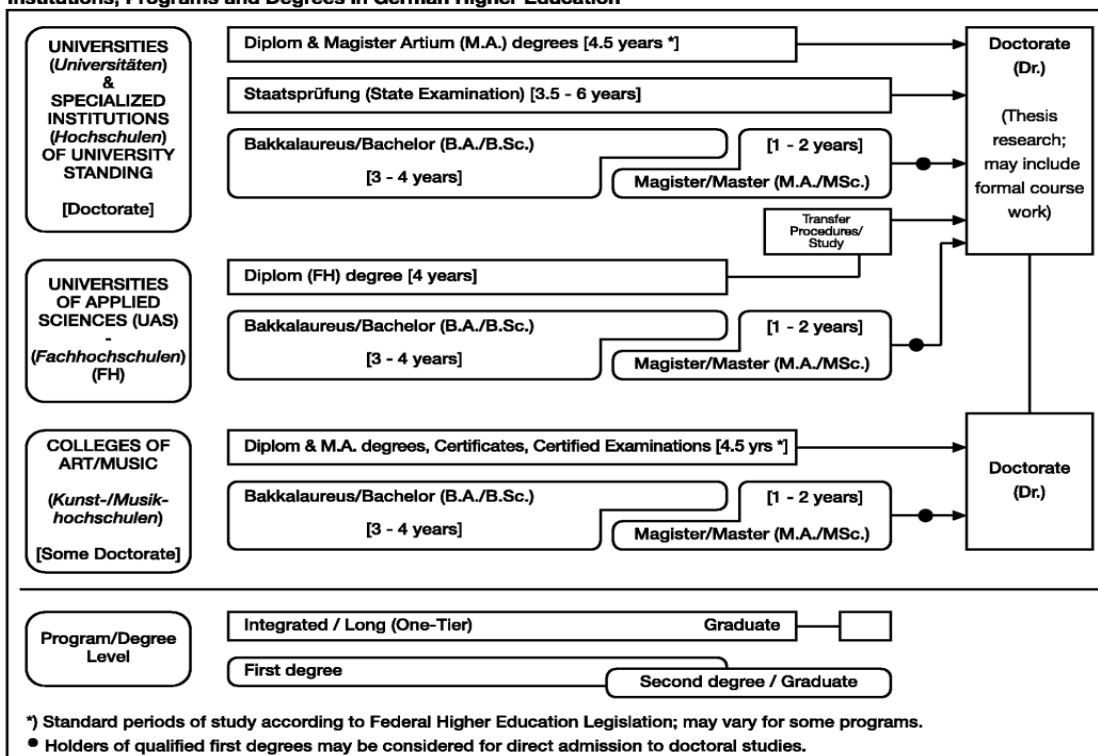 Institutions, Programs and Degrees in German Higher Education
UNIVERSITIES
(Universitäten)
&
SPECIALIZED
INSTITUTIONS
(Hochschulen)
OF UNIVERSITY
STANDING
[Doctorate]
Diplom & Magister Artium (M.A.) degrees [4.5 years *]
Staatsprüfung (State Examination) [3.5 - 6 years]
Bakkalaureus/Bachelor (B.A./B.Sc.)
[3 - 4 years]
[1 - 2 years]
Magister/Master (M.A./MSc.)
Doctorate
(Dr.)
(Thesis
research;
may include
formal course
work)
Transfer
Procedures/
Study
UNIVERSITIES
OF APPLIED
SCIENCES (UAS)
-
(Fachhochschulen)
(FH)
Diplom (FH) degree [4 years]
Bakkalaureus/Bachelor (B.A./B.Sc.)
[3 - 4 years]
[1 - 2 years]
Magister/Master (M.A./MSc.)
COLLEGES OF
ART/MUSIC
(Kunst-/Musik-
hochschulen)
[Some Doctorate]
Diplom & M.A. degrees, Certificates, Certified Examinations [4.5 yrs *]
Bakkalaureus/Bachelor (B.A./B.Sc.)
[3 - 4 years]
[1 - 2 years]
Magister/Master (M.A./MSc.)
Doctorate
(Dr.)
Program/Degree
Level
Integrated / Long (One-Tier) Graduate
First degree
Second degree / Graduate
*) Standard periods of study according to Federal Higher Education Legislation; may vary for some programs.
● Holders of qualified first degrees may be considered for direct admission to doctoral studies.